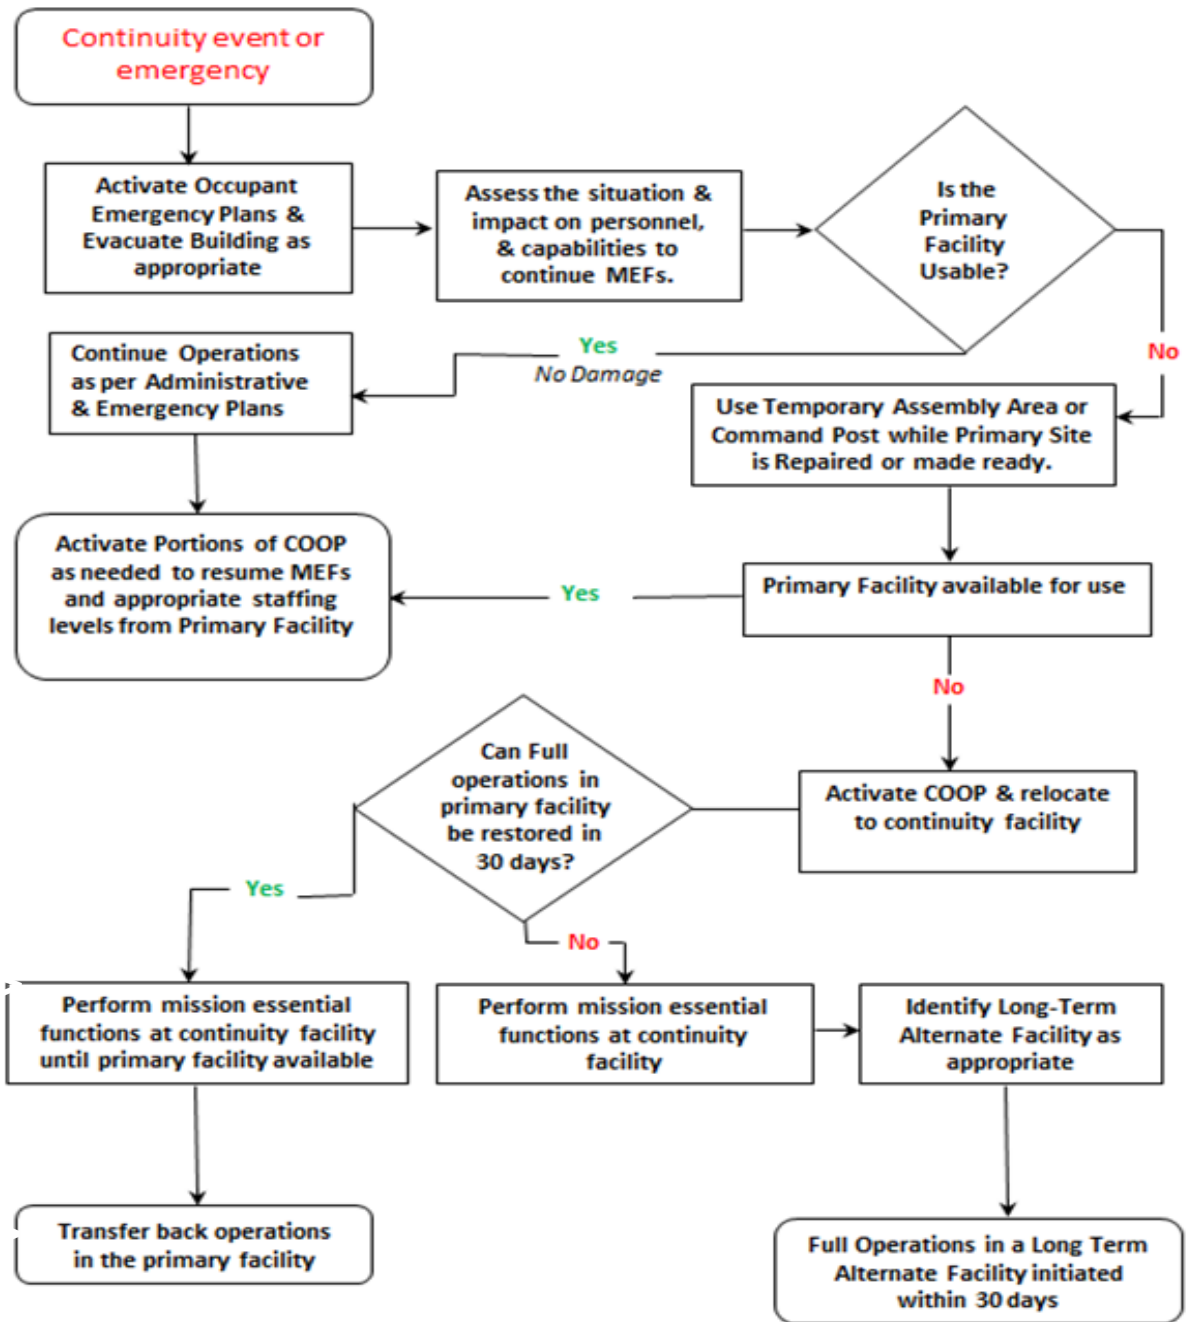 Continuity event or
emergency
Activate Occupant
Emergency Plans &
Evacuate Building as
appropriate
Assess the situation &
impact on personnel,
& capabilities to
continue MEFs.
Is the
Primary
Facility
Usable?
No
Yes
No Damage
Continue Operations
as per Administrative
& Emergency Plans
Use Temporary Assembly Area or
Command Post while Primary Site
is Repaired or made ready.
Activate Portions of COOP
as needed to resume MEFs
and appropriate staffing
levels from Primary Facility
Yes
Primary Facility available for use
No
Can Full
operations in
primary facility
be restored in
30 days?
Activate COOP & relocate
to continuity facility
Yes
No
Perform mission essential
functions at continuity facility
until primary facility available
Perform mission essential
functions at continuity
facility
Identify Long-Term
Alternate Facility as
appropriate
Transfer back operations
in the primary facility
Full Operations in a Long Term
Alternate Facility initiated
within 30 days